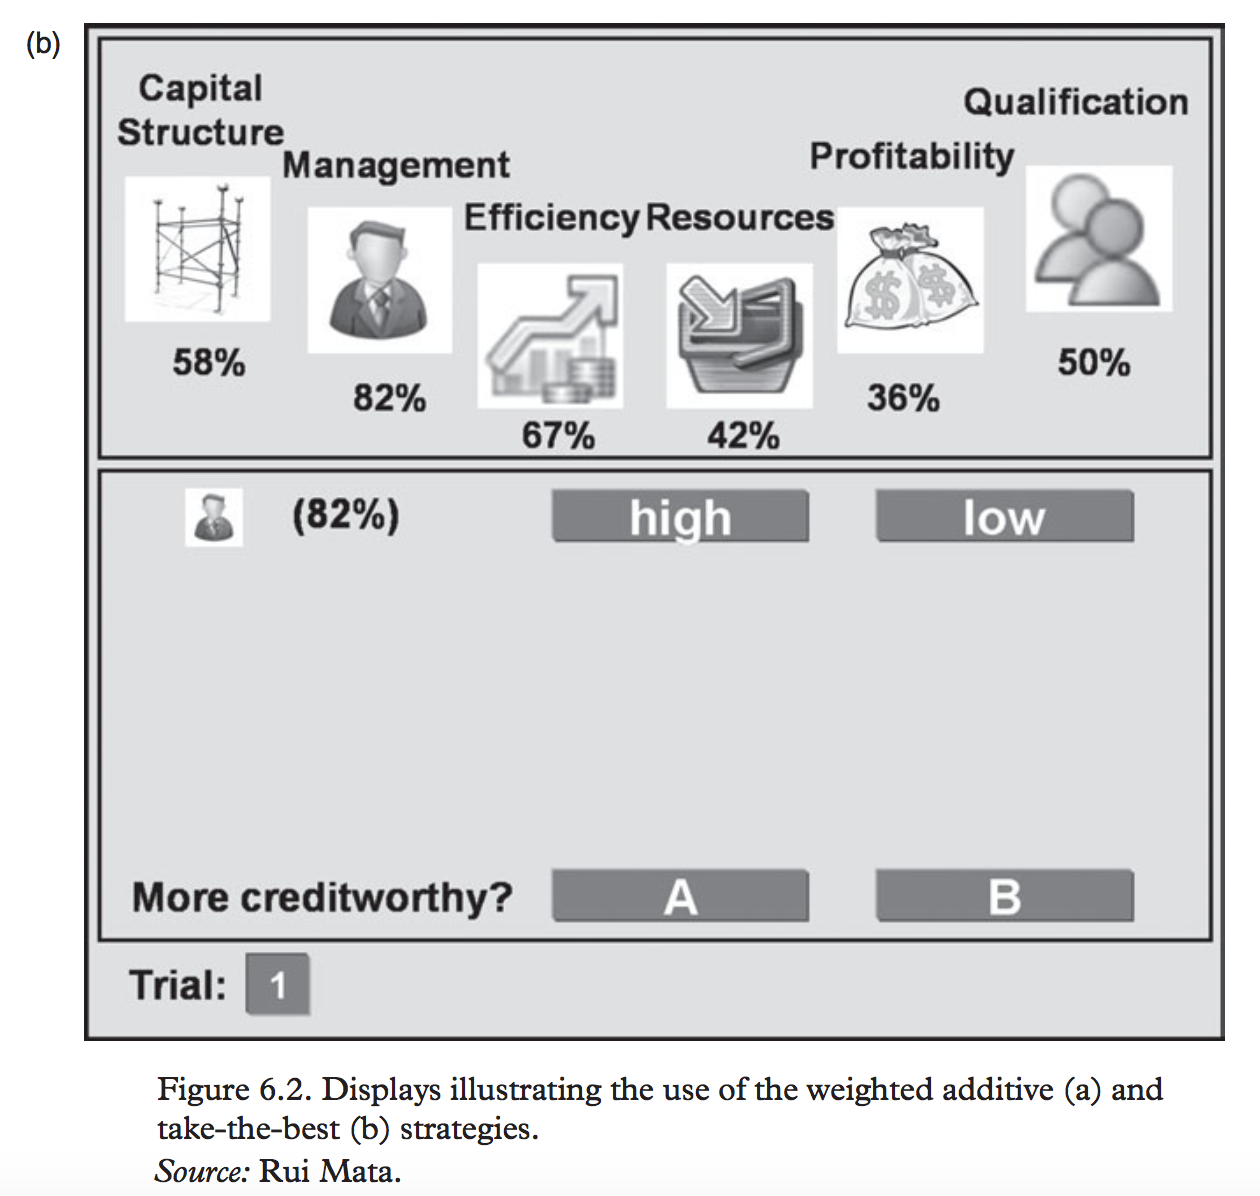 (b)
Capital
Structure
Management
Efficiency
Resources
Profitability
Qualification
58%
82%
67%
42%
36%
50%
(82%)
high
low
More creditworthy?
A
B
Trial:
1
Figure 6.2. Displays illustrating the use of the weighted additive (a) and
take-the-best (b) strategies.
Source: Rui Mata.